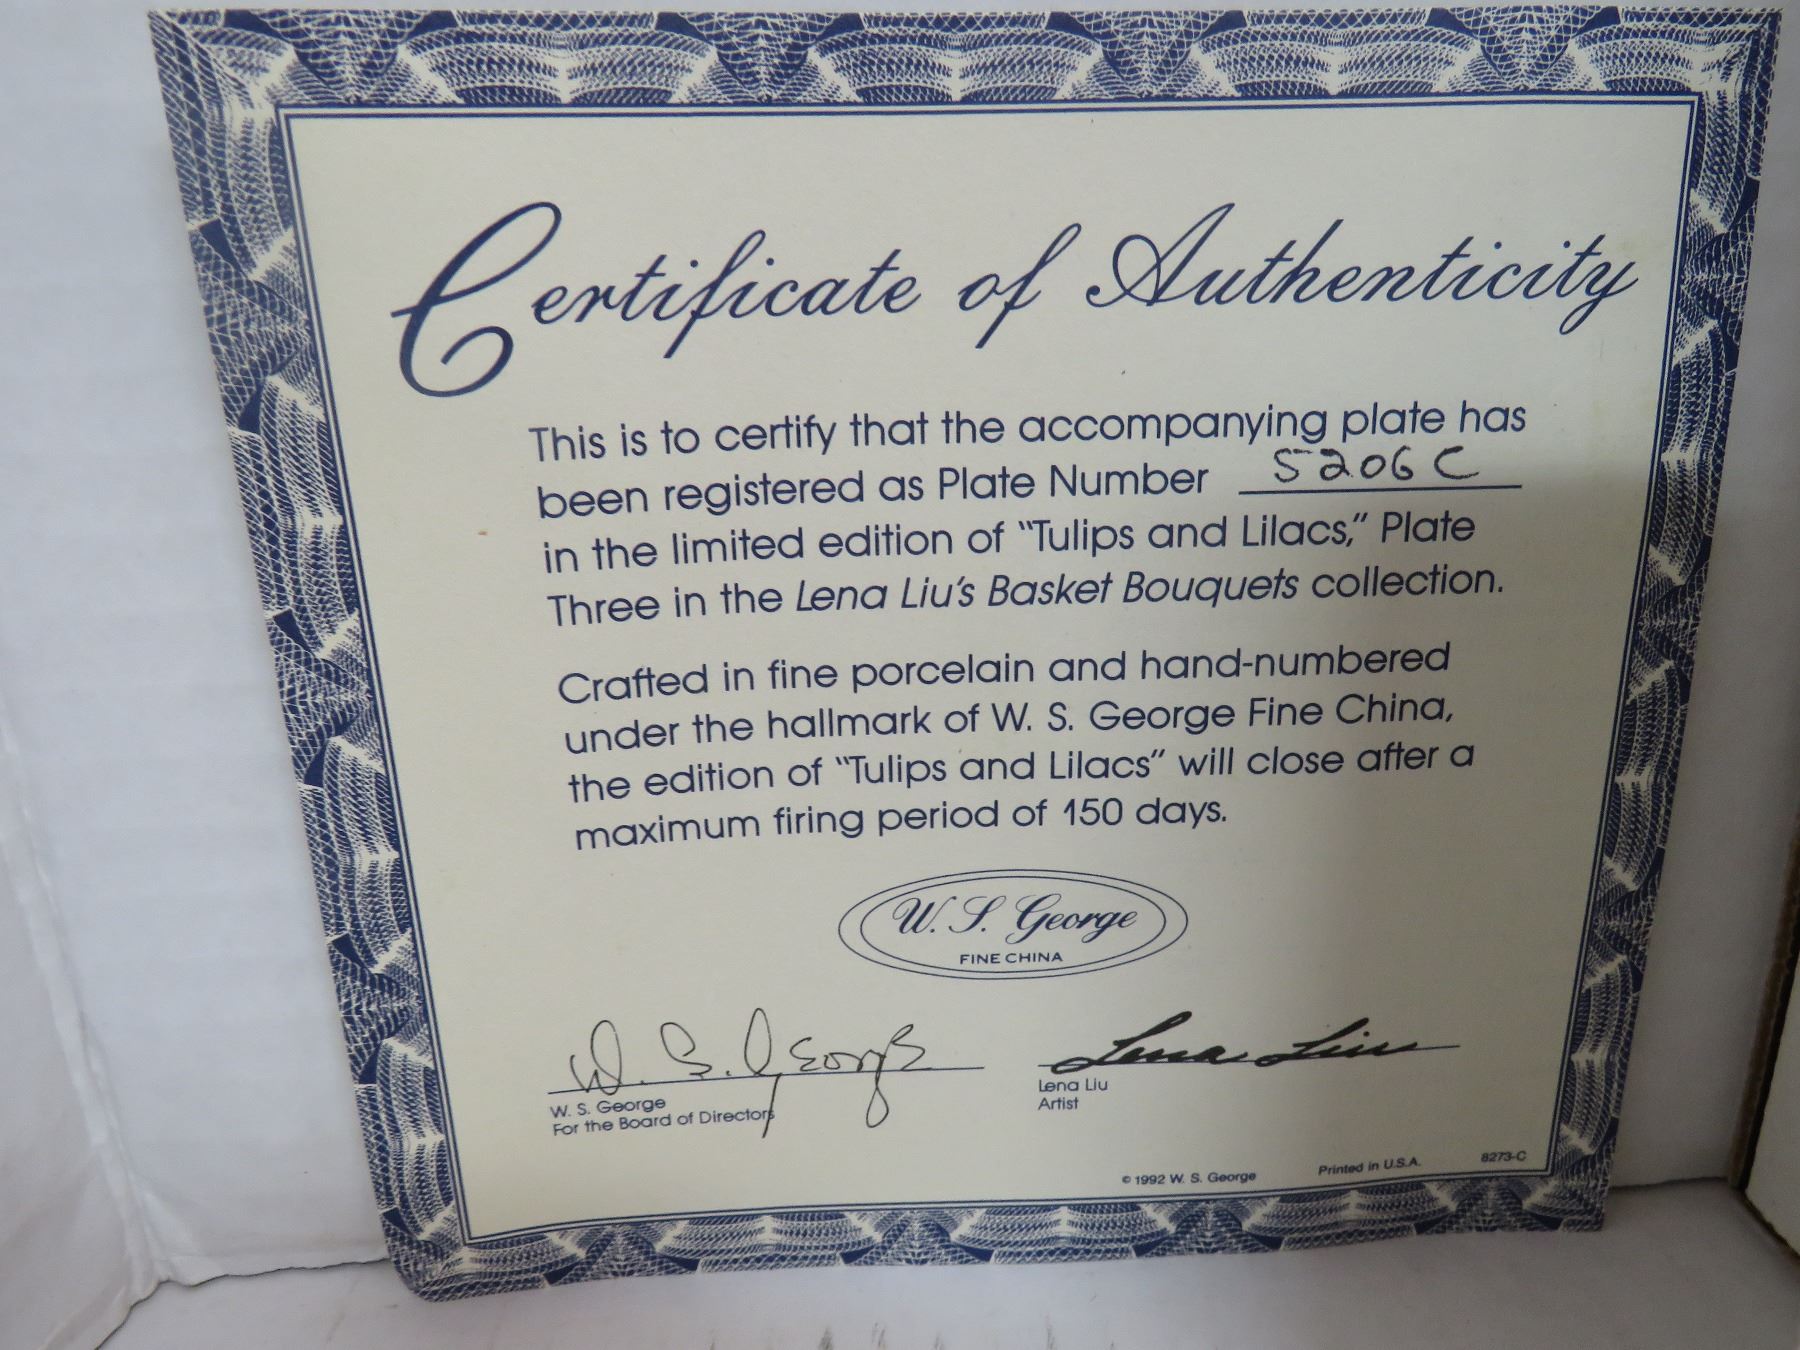 Certificate of Authenticity
This is to certify that the accompanying plate has
been registered as Plate Number 5206 C
in the limited edition of "Tulips and Lilacs," Plate
Three in the Lena Liu's Basket Bouquets collection.
Crafted in fine porcelain and hand-numbered
under the hallmark of W. S. George Fine China,
the edition of "Tulips and Lilacs" will close after a
maximum firing period of 150 days.
W. S. George
FINE CHINA
W. S. George
W. S. George
For the Board of Directors
Lena Liu
Lena Liu
Artist
© 1992 W. S. George Printed in U.S.A. 8273-C